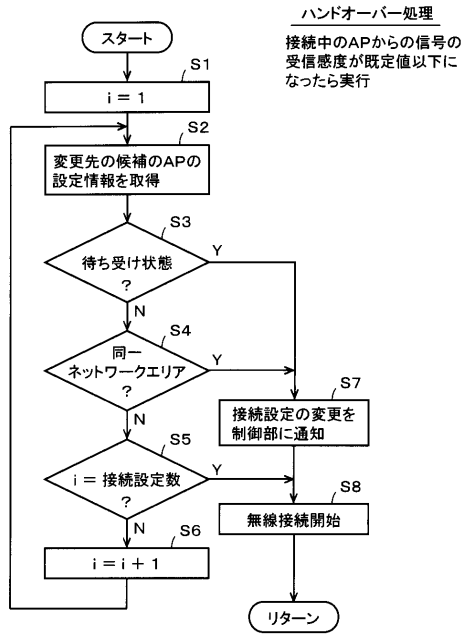 ハンドオーバー処理
接続中のAPからの信号の
受信感度が既定値以下に
なったら実行
スタート
S1
i = 1
S2
変更先の候補のAPの
設定情報を取得
S3
待ち受け状態
?
Y
N
S4
同一
ネットワークエリア
?
Y
N
S7
接続設定の変更を
制御部に通知
S5
i = 接続設定数
?
Y
N
S8
無線接続開始
S6
i = i + 1
リターン